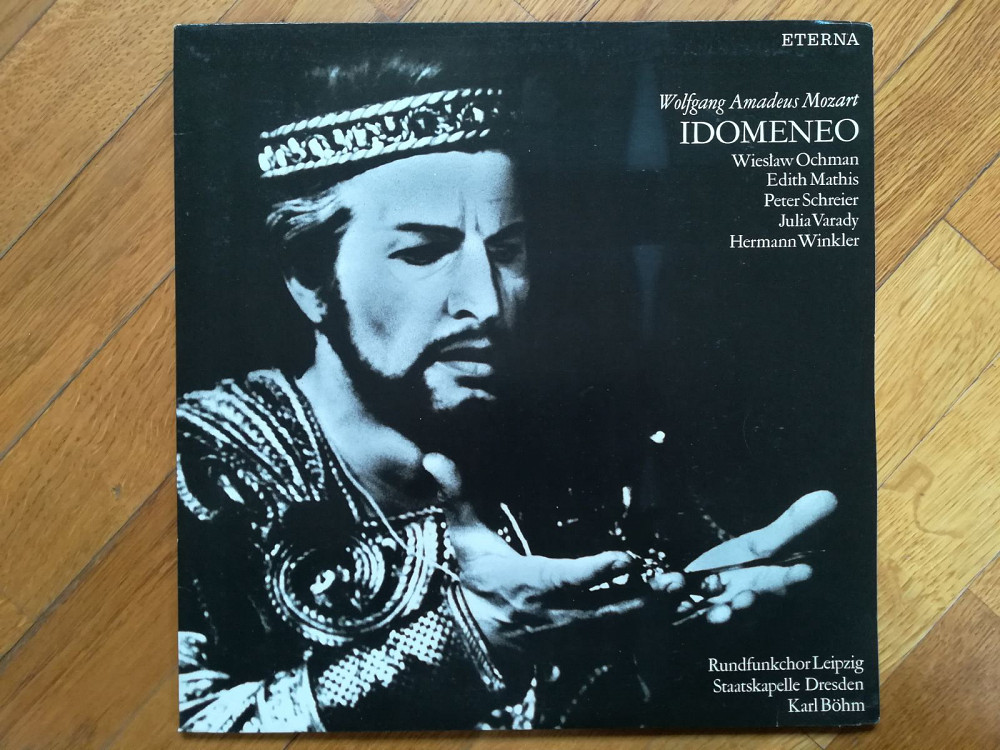 ETERNA
Wolfgang Amadeus Mozart
IDOMENEO
Wiesław Ochman
Edith Mathis
Peter Schreier
Julia Varady
Hermann Winkler
Rundfunkchor Leipzig
Staatskapelle Dresden
Karl Böhm